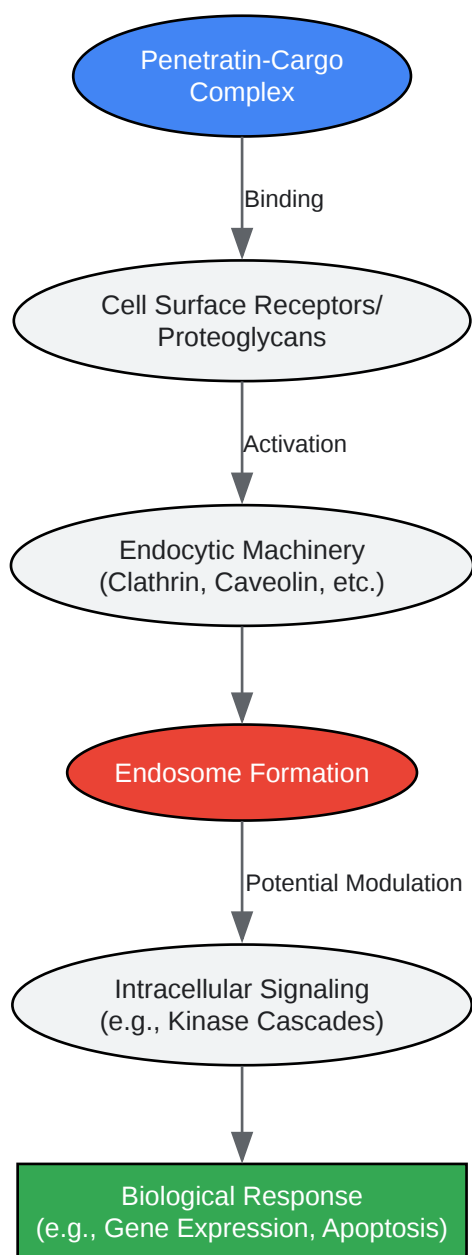 Penetratin-Cargo
Complex
Binding
Cell Surface Receptors/
Proteoglycans
Activation
Endocytic Machinery
(Clathrin, Caveolin, etc.)
Endosome Formation
Potential Modulation
Intracellular Signaling
(e.g., Kinase Cascades)
Biological Response
(e.g., Gene Expression, Apoptosis)